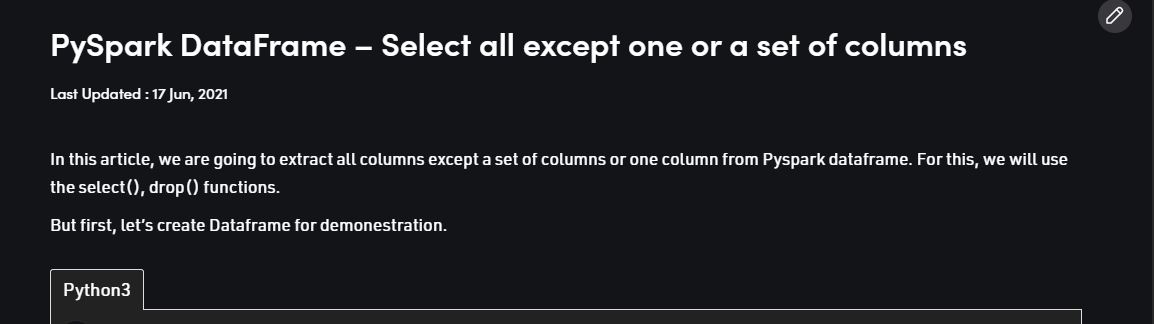 PySpark DataFrame – Select all except one or a set of columns
Last Updated : 17 Jun, 2021
In this article, we are going to extract all columns except a set of columns or one column from Pyspark dataframe. For this, we will use
the select(), drop() functions.
But first, let’s create Dataframe for demonestration.
Python3